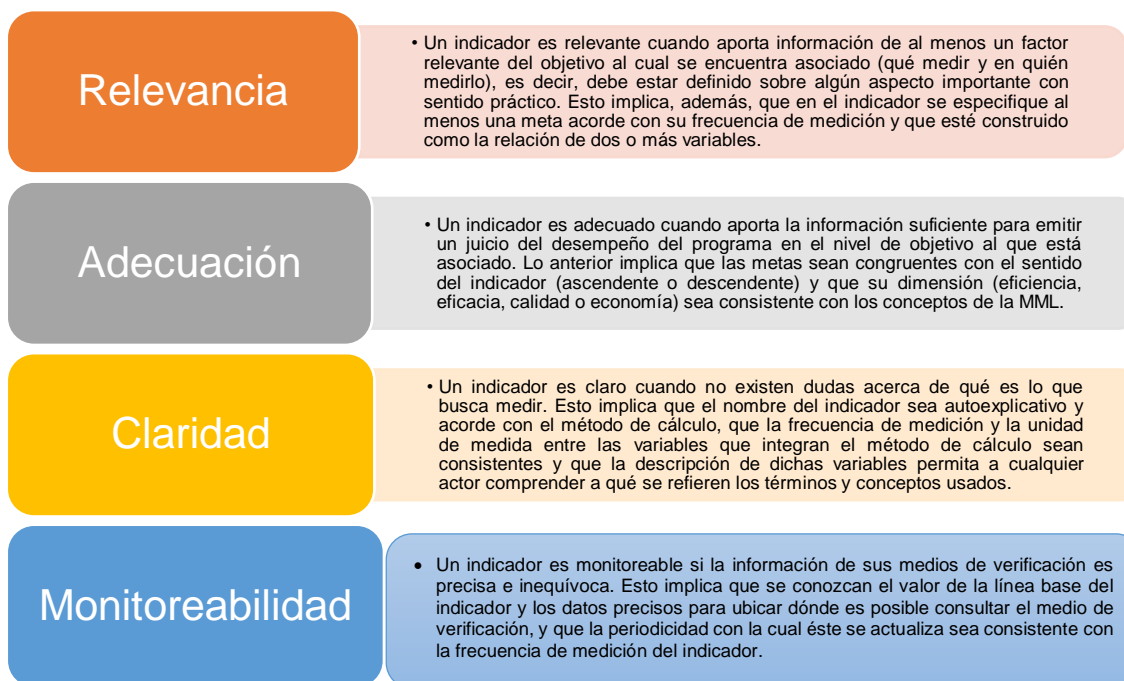 Relevancia
• Un indicador es relevante cuando aporta información de al menos un factor
relevante del objetivo al cual se encuentra asociado (qué medir y en quién
medirlo), es decir, debe estar definido sobre algún aspecto importante con
sentido práctico. Esto implica, además, que en el indicador se especifique al
menos una meta acorde con su frecuencia de medición y que esté construido
como la relación de dos o más variables.
Adecuación
• Un indicador es adecuado cuando aporta la información suficiente para emitir
un juicio del desempeño del programa en el nivel de objetivo al que está
asociado. Lo anterior implica que las metas sean congruentes con el sentido
del indicador (ascendente o descendente) y que su dimensión (eficiencia,
eficacia, calidad o economía) sea consistente con los conceptos de la MML.
Claridad
• Un indicador es claro cuando no existen dudas acerca de qué es lo que
busca medir. Esto implica que el nombre del indicador sea autoexplicativo y
acorde con el método de cálculo, que la frecuencia de medición y la unidad
de medida entre las variables que integran el método de cálculo sean
consistentes y que la descripción de dichas variables permita a cualquier
actor comprender a qué se refieren los términos y conceptos usados.
Monitoreabilidad
• Un indicador es monitoreable si la información de sus medios de verificación es
precisa e inequívoca. Esto implica que se conozcan el valor de la línea base del
indicador y los datos precisos para ubicar dónde es posible consultar el medio de
verificación, y que la periodicidad con la cual éste se actualiza sea consistente con
la frecuencia de medición del indicador.